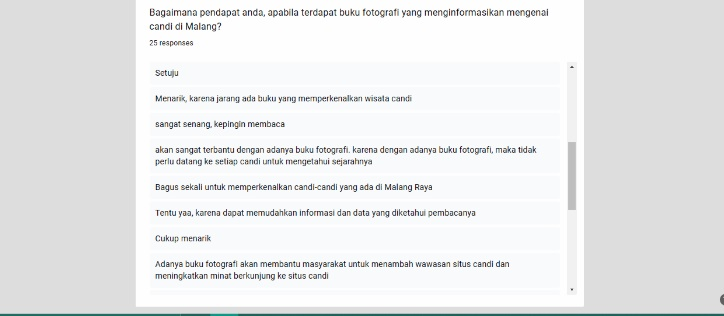 Bagaimana pendapat anda, apabila terdapat buku fotografi yang menginformasikan mengenai
candi di Malang?
25 responses
Setuju
Menarik, karena jarang ada buku yang memperkenalkan wisata candi
sangat senang, kepingin membaca
akan sangat terbantu dengan adanya buku fotografi. karena dengan adanya buku fotografi, maka tidak
perlu datang ke setiap candi untuk mengetahui sejarahnya
Bagus sekali untuk memperkenalkan candi-candi yang ada di Malang Raya
Tentu yaa, karena dapat memudahkan informasi dan data yang diketahui pembacanya
Cukup menarik
Adanya buku fotografi akan membantu masyarakat untuk menambah wawasan situs candi dan
meningkatkan minat berkunjung ke situs candi